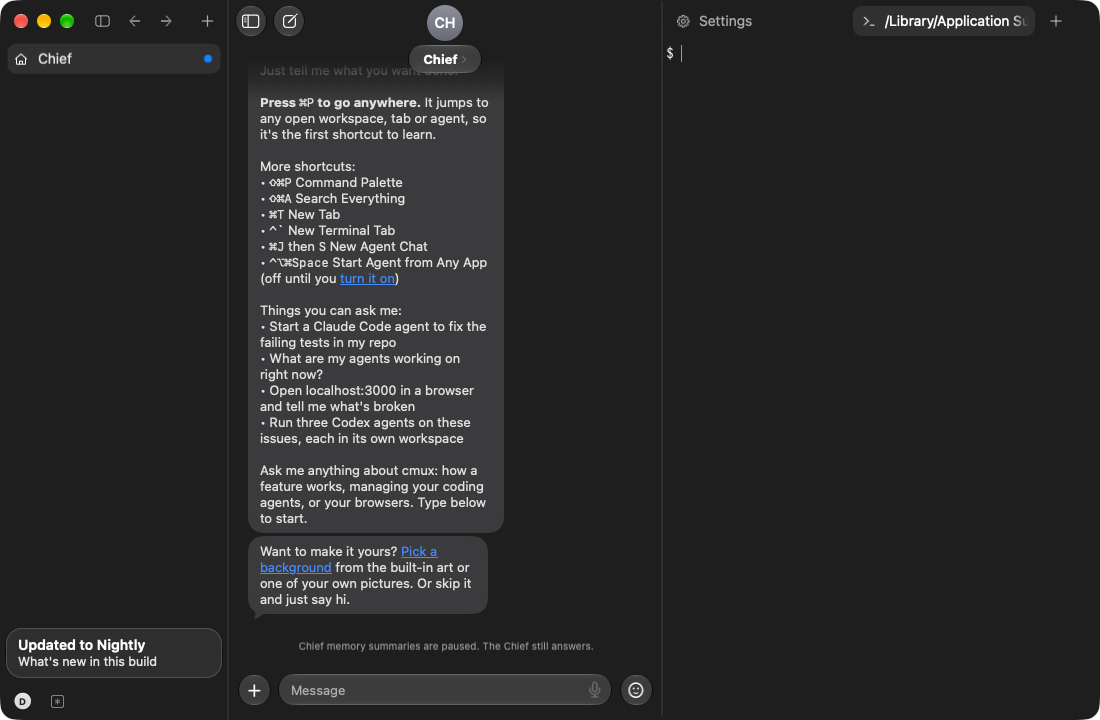 Chief
Updated to Nightly
What's new in this build
D
CH
Chief
Just tell me what you want done.
Press ⌘P to go anywhere. It jumps to
any open workspace, tab or agent, so
it's the first shortcut to learn.
More shortcuts:
• ⇧⌘P Command Palette
• ⇧⌘A Search Everything
• ⌘T New Tab
• ^` New Terminal Tab
• ⌘J then S New Agent Chat
• ^⌥⌘Space Start Agent from Any App
(off until you turn it on)
Things you can ask me:
• Start a Claude Code agent to fix the
failing tests in my repo
• What are my agents working on
right now?
• Open localhost:3000 in a browser
and tell me what's broken
• Run three Codex agents on these
issues, each in its own workspace
Ask me anything about cmux: how a
feature works, managing your coding
agents, or your browsers. Type below
to start.
Want to make it yours? Pick a
background from the built-in art or
one of your own pictures. Or skip it
and just say hi.
Chief memory summaries are paused. The Chief still answers.
Message
Settings
/Library/Application
$